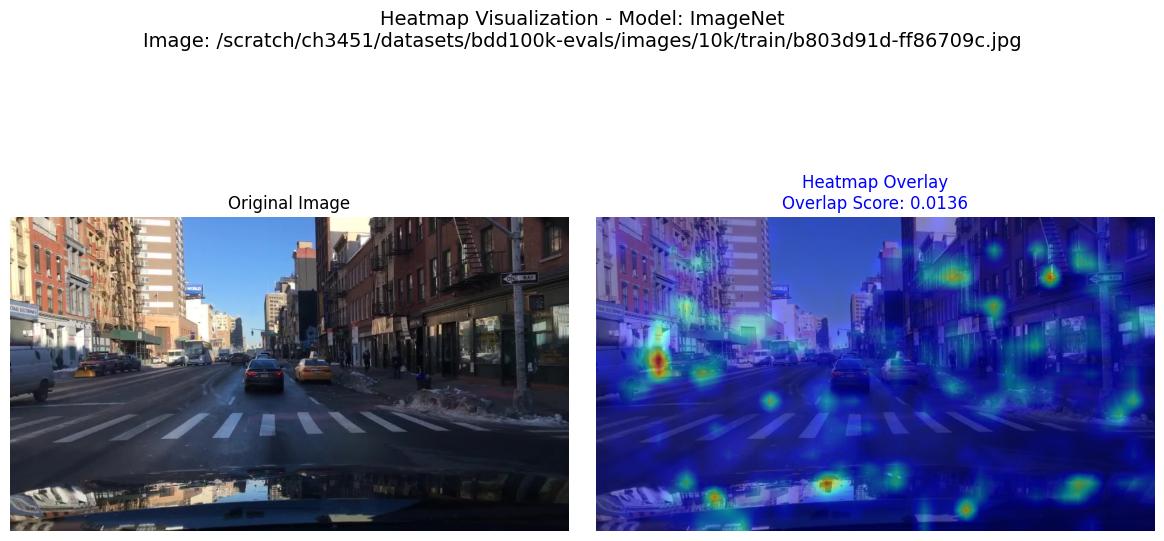 Heatmap Visualization - Model: ImageNet
Image: /scratch/ch3451/datasets/bdd100k-evals/images/10k/train/b803d91d-ff86709c.jpg
Original Image
Heatmap Overlay
Overlap Score: 0.0136